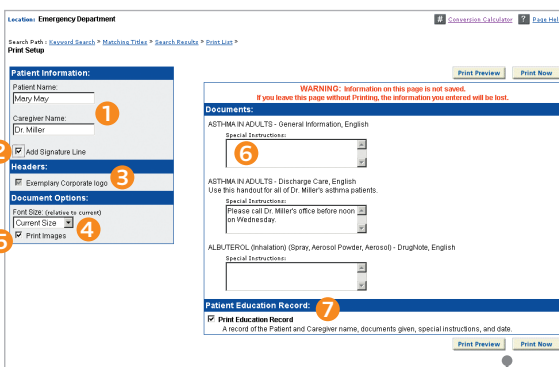 Location: Emergency Department
# Conversion Calculator ? Page Hel
Search Path : Keyword Search > Matching Titles > Search Results > Print List >
Print Setup
Patient Information:
Patient Name:
Mary May
1
Caregiver Name:
Dr. Miller
2
Add Signature Line
Headers:
Exemplary Corporate logo
3
Document Options:
Font Size: (relative to current)
Current Size
4
5
Print Images
Print Preview Print Now
WARNING: Information on this page is not saved.
If you leave this page without Printing, the information you entered will be lost.
Documents:
ASTHMA IN ADULTS - General Information, English
Special Instructions:
6
ASTHMA IN ADULTS - Discharge Care, English
Use this handout for all of Dr. Miller's asthma patients.
Special Instructions:
Please call Dr. Miller's office before noon
on Wednesday.
ALBUTEROL (Inhalation) (Spray, Aerosol Powder, Aerosol) - DrugNote, English
Special Instructions:
Patient Education Record:
7
Print Education Record
A record of the Patient and Caregiver name, documents given, special instructions, and date.
Print Preview Print Now